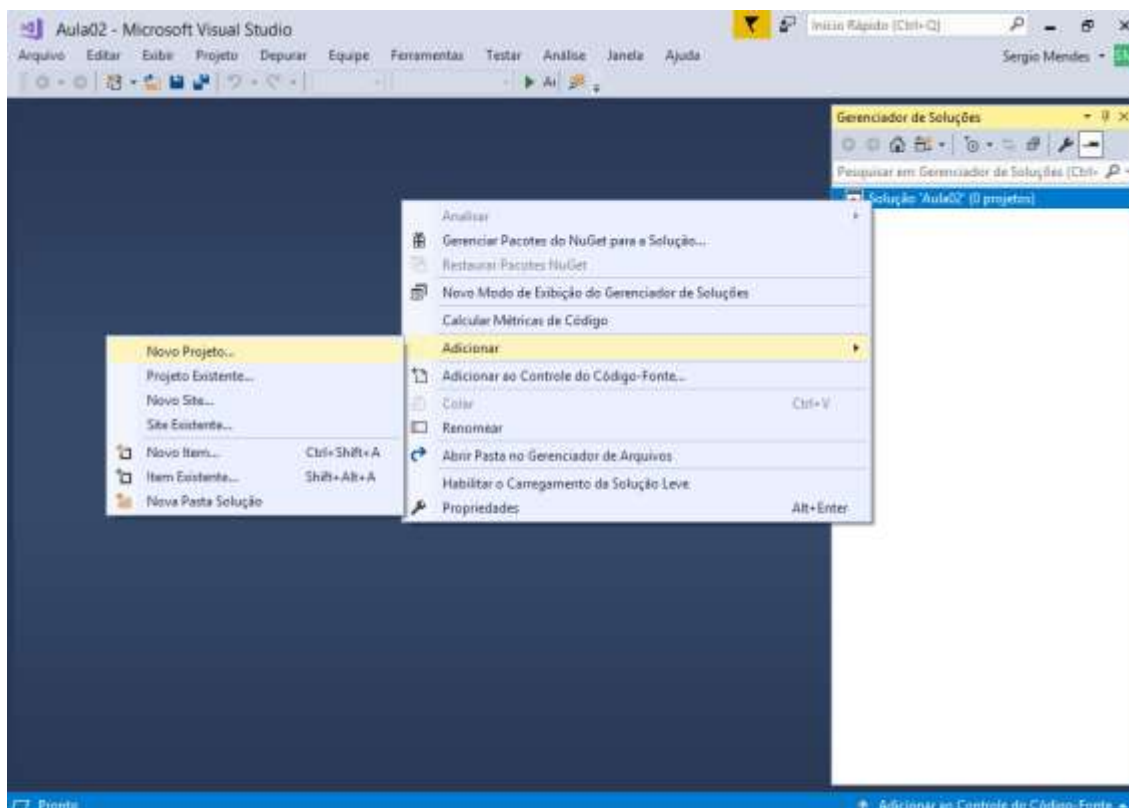 Aula02 - Microsoft Visual Studio
Início Rápido (Ctrl+Q)
Arquivo Editar Exibir Projeto Depurar Equipe Ferramentas Testar Análise Janela Ajuda
Sergio Mendes
Gerenciador de Soluções
Pesquisar em Gerenciador de Soluções (Ctrl+
Solução 'Aula02' (0 projetos)
Analisar
Gerenciar Pacotes do NuGet para a Solução...
Restaurar Pacotes NuGet
Novo Modo de Exibição do Gerenciador de Soluções
Calcular Métricas de Código
Adicionar
Adicionar ao Controle do Código-Fonte...
Colar Ctrl+V
Renomear
Abrir Pasta no Gerenciador de Arquivos
Habilitar o Carregamento da Solução Leve
Propriedades Alt+Enter
Novo Projeto...
Projeto Existente...
Novo Site...
Site Existente...
Novo Item... Ctrl+Shift+A
Item Existente... Shift+Alt+A
Nova Pasta Solução
Pronto
Adicionar ao Controle do Código-Fonte